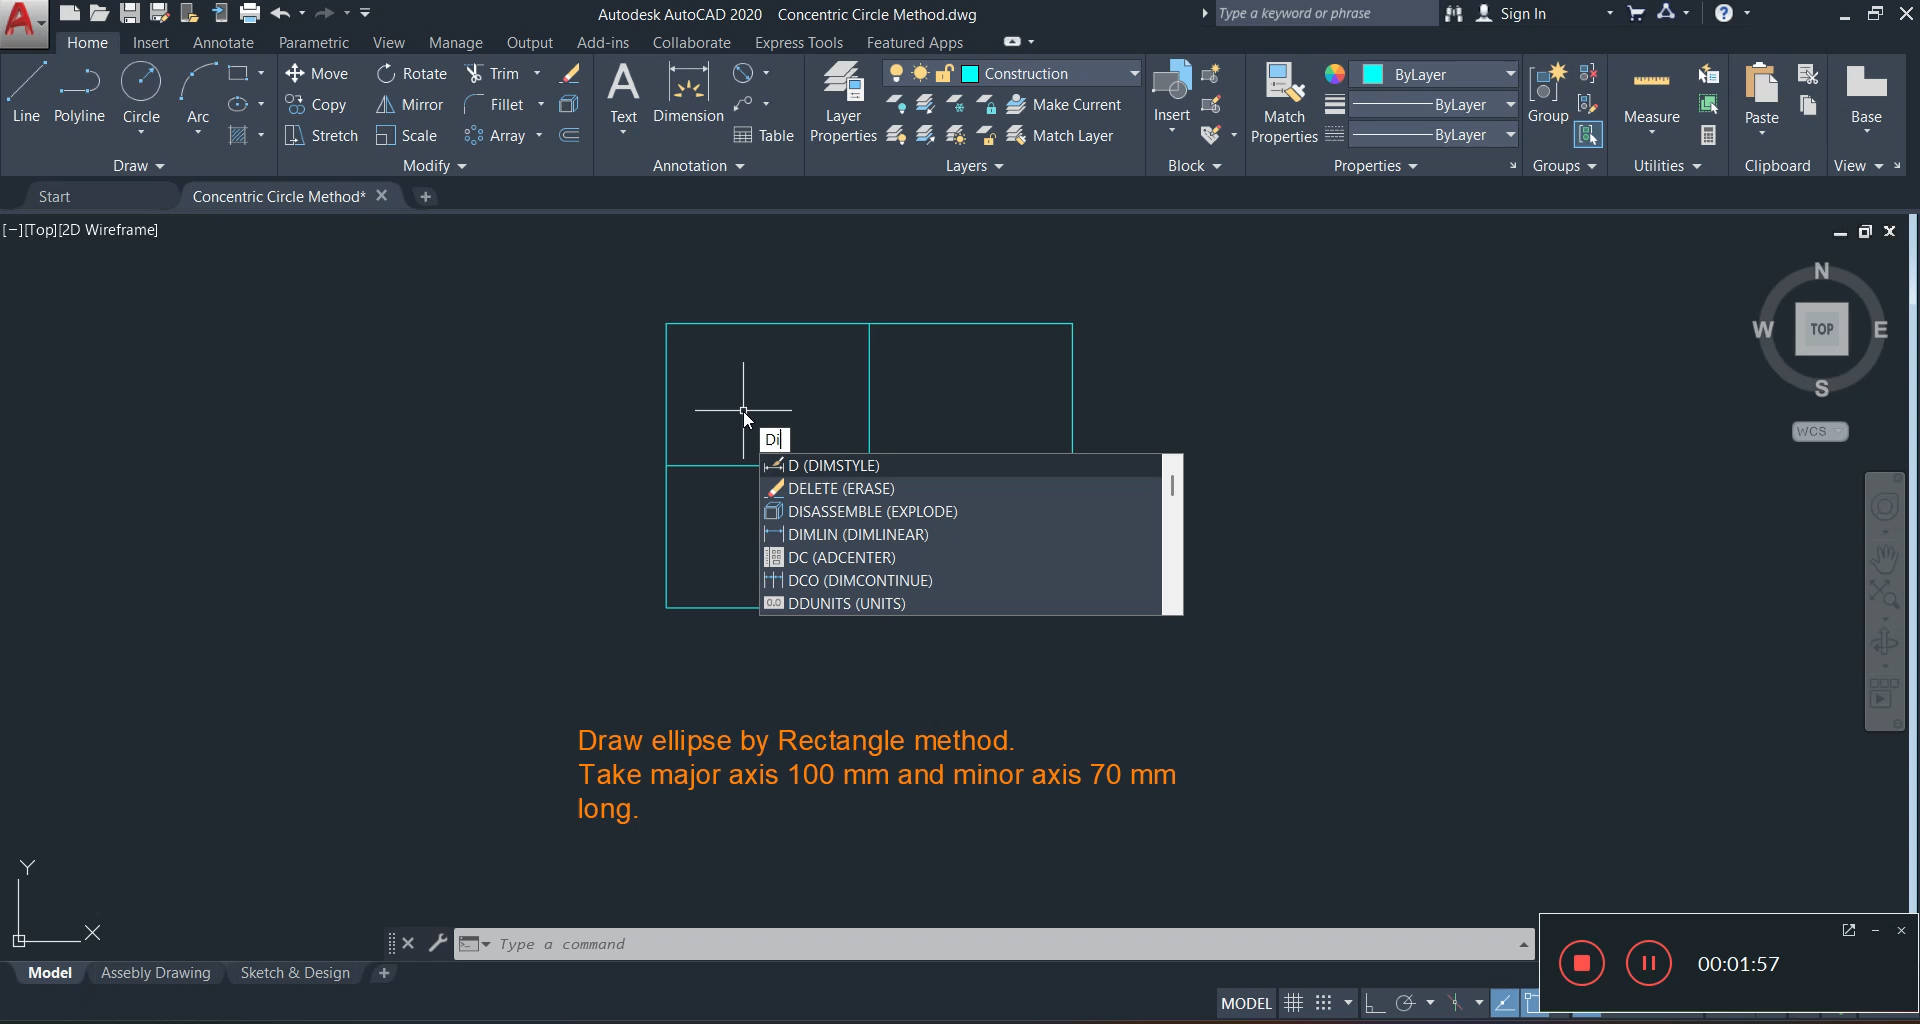 Autodesk AutoCAD 2020 Concentric Circle Method.dwg
Type a keyword or phrase
Sign In
Home Insert Annotate Parametric View Manage Output Add-ins Collaborate Express Tools Featured Apps
Line Polyline Circle Arc
Draw
Move Rotate Trim
Copy Mirror Fillet
Stretch Scale Array
Modify
Text Dimension Table
Annotation
Layer Properties
Construction
Make Current
Match Layer
Layers
Insert
Block
Match Properties
ByLayer
ByLayer
ByLayer
Properties
Group
Groups
Measure
Utilities
Paste
Clipboard
Base
View
Start Concentric Circle Method*
[−][Top][2D Wireframe]
N
W TOP E
S
WCS
Di
D (DIMSTYLE)
DELETE (ERASE)
DISASSEMBLE (EXPLODE)
DIMLIN (DIMLINEAR)
DC (ADCENTER)
DCO (DIMCONTINUE)
DDUNITS (UNITS)
Draw ellipse by Rectangle method.
Take major axis 100 mm and minor axis 70 mm
long.
Y
X
Type a command
00:01:57
Model Assebly Drawing Sketch & Design
MODEL